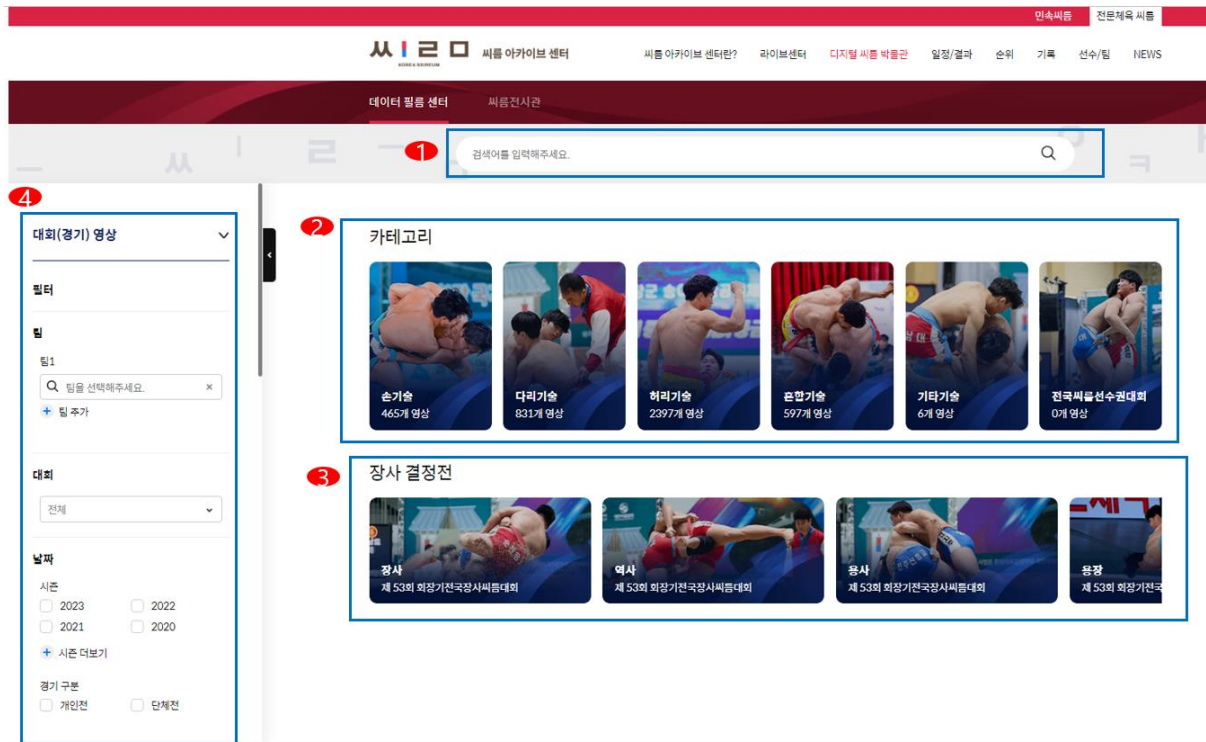 민속씨름 전문체육 씨름
씨름
KOREA SSIREUM
씨름 아카이브 센터
씨름 아카이브 센터란? 라이브센터 디지털 씨름 박물관 일정/결과 순위 기록 선수/팀 NEWS
데이터 필름 센터 씨름전시관
1
검색어를 입력해주세요.
4
대회(경기) 영상
필터
팀
팀1
팀을 선택해주세요.
팀 추가
대회
전체
날짜
시즌
2023 2022
2021 2020
시즌 더보기
경기 구분
개인전 단체전
2
카테고리
손기술
465개 영상
다리기술
831개 영상
허리기술
2397개 영상
혼합기술
597개 영상
기타기술
6개 영상
전국씨름선수권대회
0개 영상
3
장사 결정전
장사
제 53회 회장기전국장사씨름대회
역사
제 53회 회장기전국장사씨름대회
용사
제 53회 회장기전국장사씨름대회
용장
제 53회 회장기전국